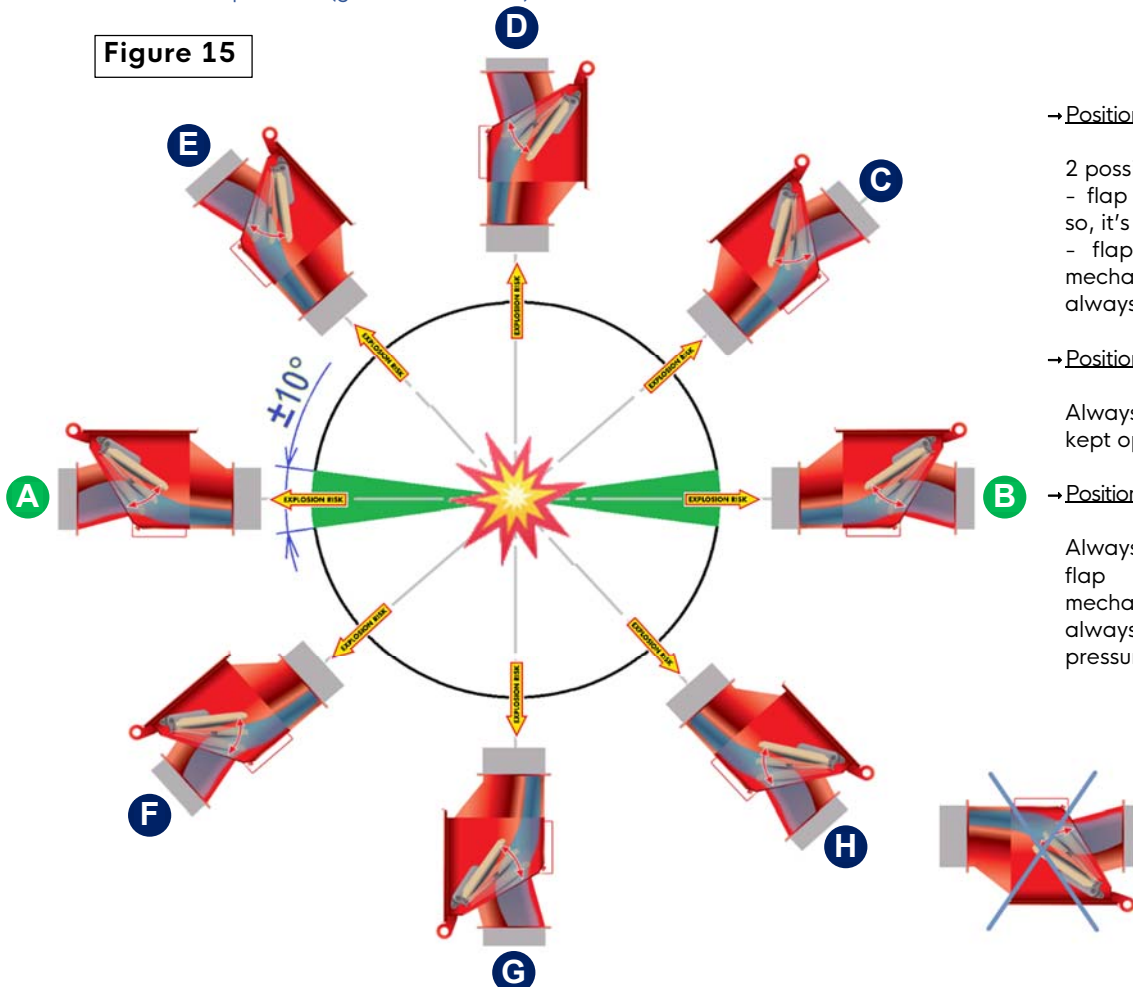 Figure 15
D
E
C
EXPLOSION RISK
EXPLOSION RISK
EXPLOSION RISK
±10°
A
EXPLOSION RISK
EXPLOSION RISK
B
EXPLOSION RISK
EXPLOSION RISK
EXPLOSION RISK
F
H
G
→ Position
2 poss
- flap
so, it's
- flap
mecha
always
→ Position
Always
kept op
→ Position
Always
flap
mecha
always
pressu